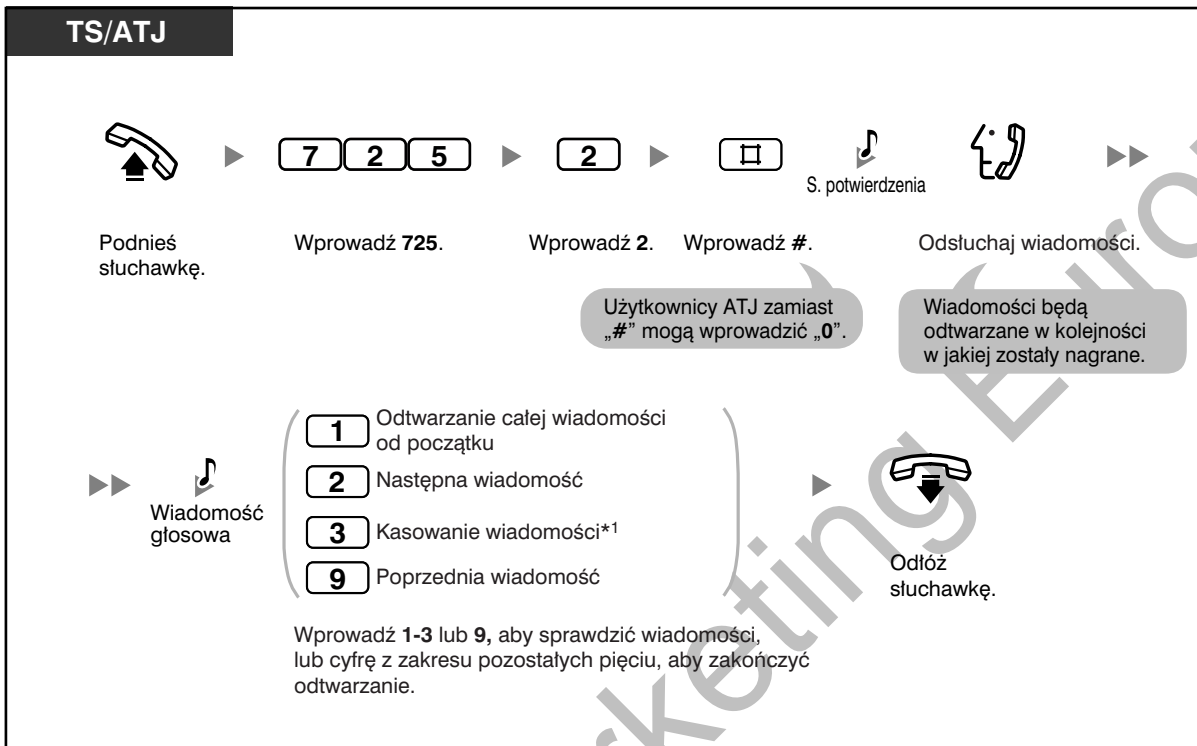 TS/ATJ
7 2 5
2
S. potwierdzenia
Podnieś
słuchawkę.
Wprowadź 725.
Wprowadź 2.
Wprowadź #.
Odsłuchaj wiadomości.
Użytkownicy ATJ zamiast
„#” mogą wprowadzić „0”.
Wiadomości będą
odtwarzane w kolejności
w jakiej zostały nagrane.
Wiadomość
głosowa
1 Odtwarzanie całej wiadomości
od początku
2 Następna wiadomość
3 Kasowanie wiadomości*1
9 Poprzednia wiadomość
Odłóż
słuchawkę.
Wprowadź 1-3 lub 9, aby sprawdzić wiadomości,
lub cyfrę z zakresu pozostałych pięciu, aby zakończyć
odtwarzanie.